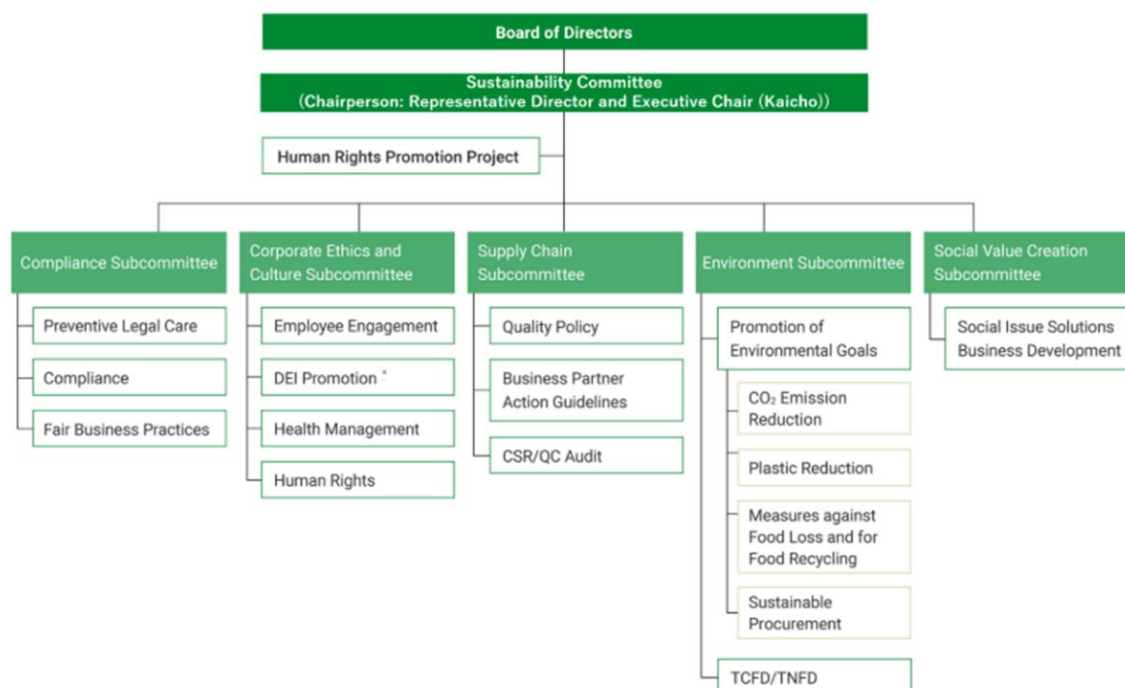 Board of Directors
Sustainability Committee
(Chairperson: Representative Director and Executive Chair (Kaicho))
Human Rights Promotion Project
Compliance Subcommittee
Preventive Legal Care
Compliance
Fair Business Practices
Corporate Ethics and
Culture Subcommittee
Employee Engagement
DEI Promotion
Health Management
Human Rights
Supply Chain
Subcommittee
Quality Policy
Business Partner
Action Guidelines
CSR/QC Audit
Environment Subcommittee
Promotion of
Environmental Goals
CO₂ Emission
Reduction
Plastic Reduction
Measures against
Food Loss and for
Food Recycling
Sustainable
Procurement
TCFD/TNFD
Social Value Creation
Subcommittee
Social Issue Solutions
Business Development